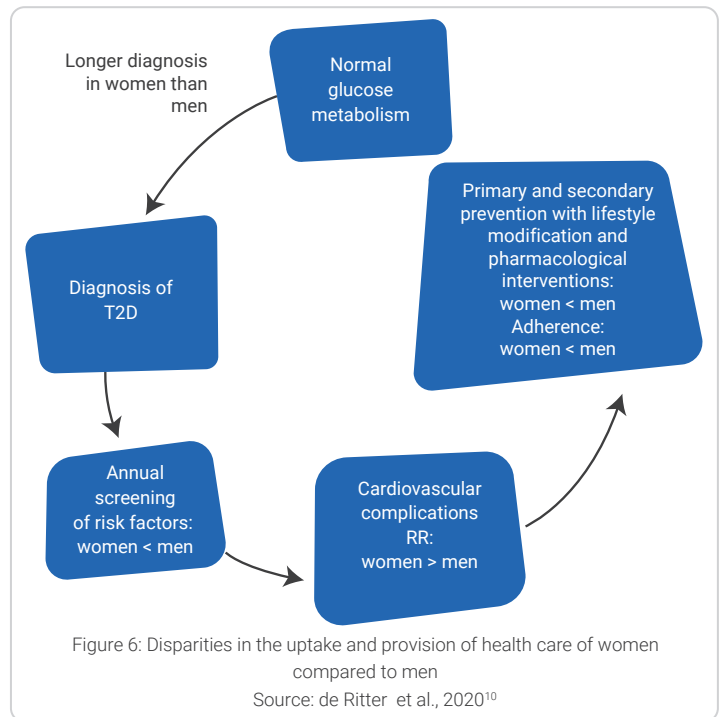 Longer diagnosis
in women than
men
Normal
glucose
metabolism
Diagnosis of
T2D
Annual
screening
of risk factors:
women < men
Cardiovascular
complications
RR:
women > men
Primary and secondary
prevention with lifestyle
modification and
pharmacological
interventions:
women < men
Adherence:
women < men
Figure 6: Disparities in the uptake and provision of health care of women
compared to men
Source: de Ritter et al., 2020¹⁰